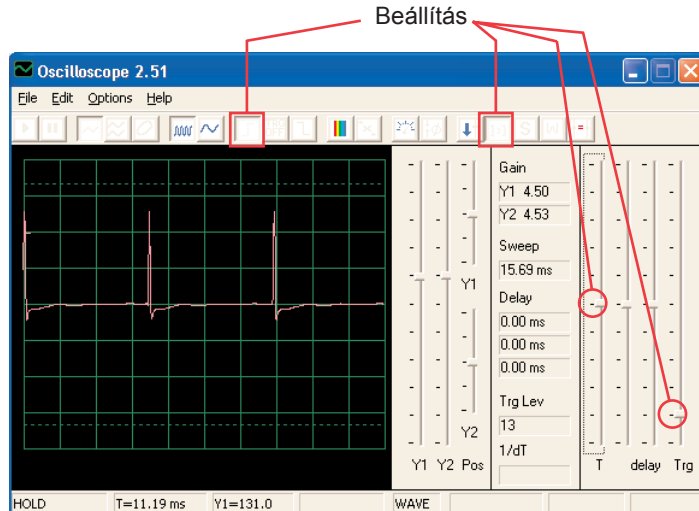 Beállítás
Oscilloscope 2.51
File Edit Options Help
Gain
Y1 4.50
Y2 4.53
Sweep
15.69 ms
Y1
Delay
0.00 ms
0.00 ms
0.00 ms
Trg Lev
13
Y2
1/dT
Y1 Y2 Pos
T delay Trg
HOLD T=11.19 ms Y1=131.0 WAVE